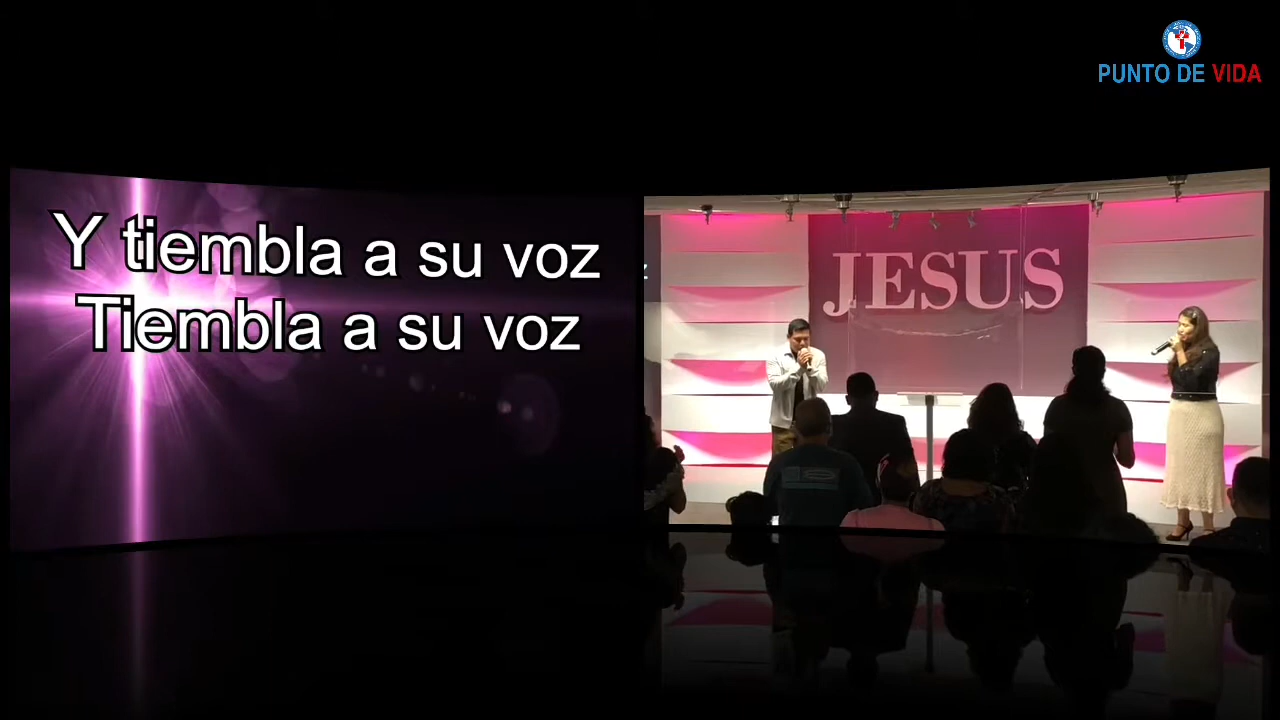 PUNTO DE VIDA
Y tiembla a su voz
Tiembla a su voz
JESUS